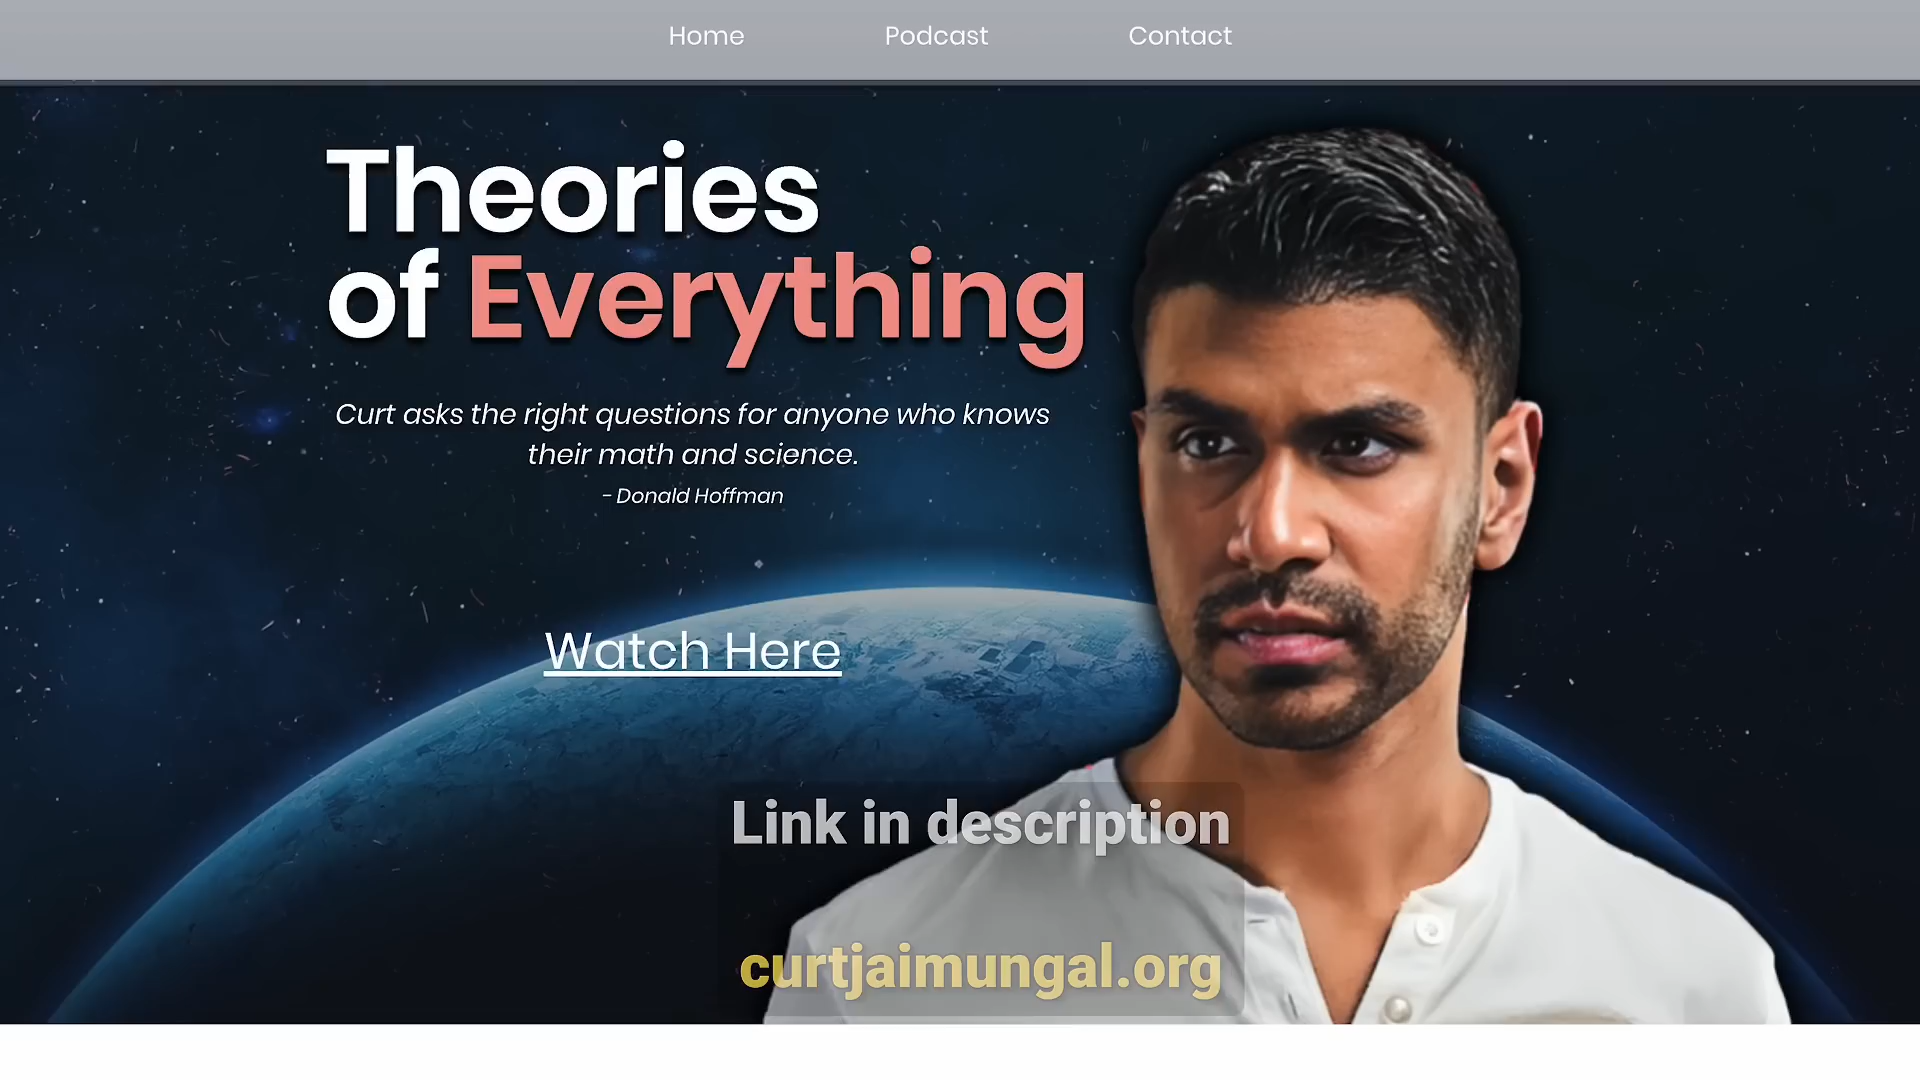 Home Podcast Contact
Theories
of Everything
Curt asks the right questions for anyone who knows
their math and science.
- Donald Hoffman
Watch Here
Link in description
curtjaimungal.org